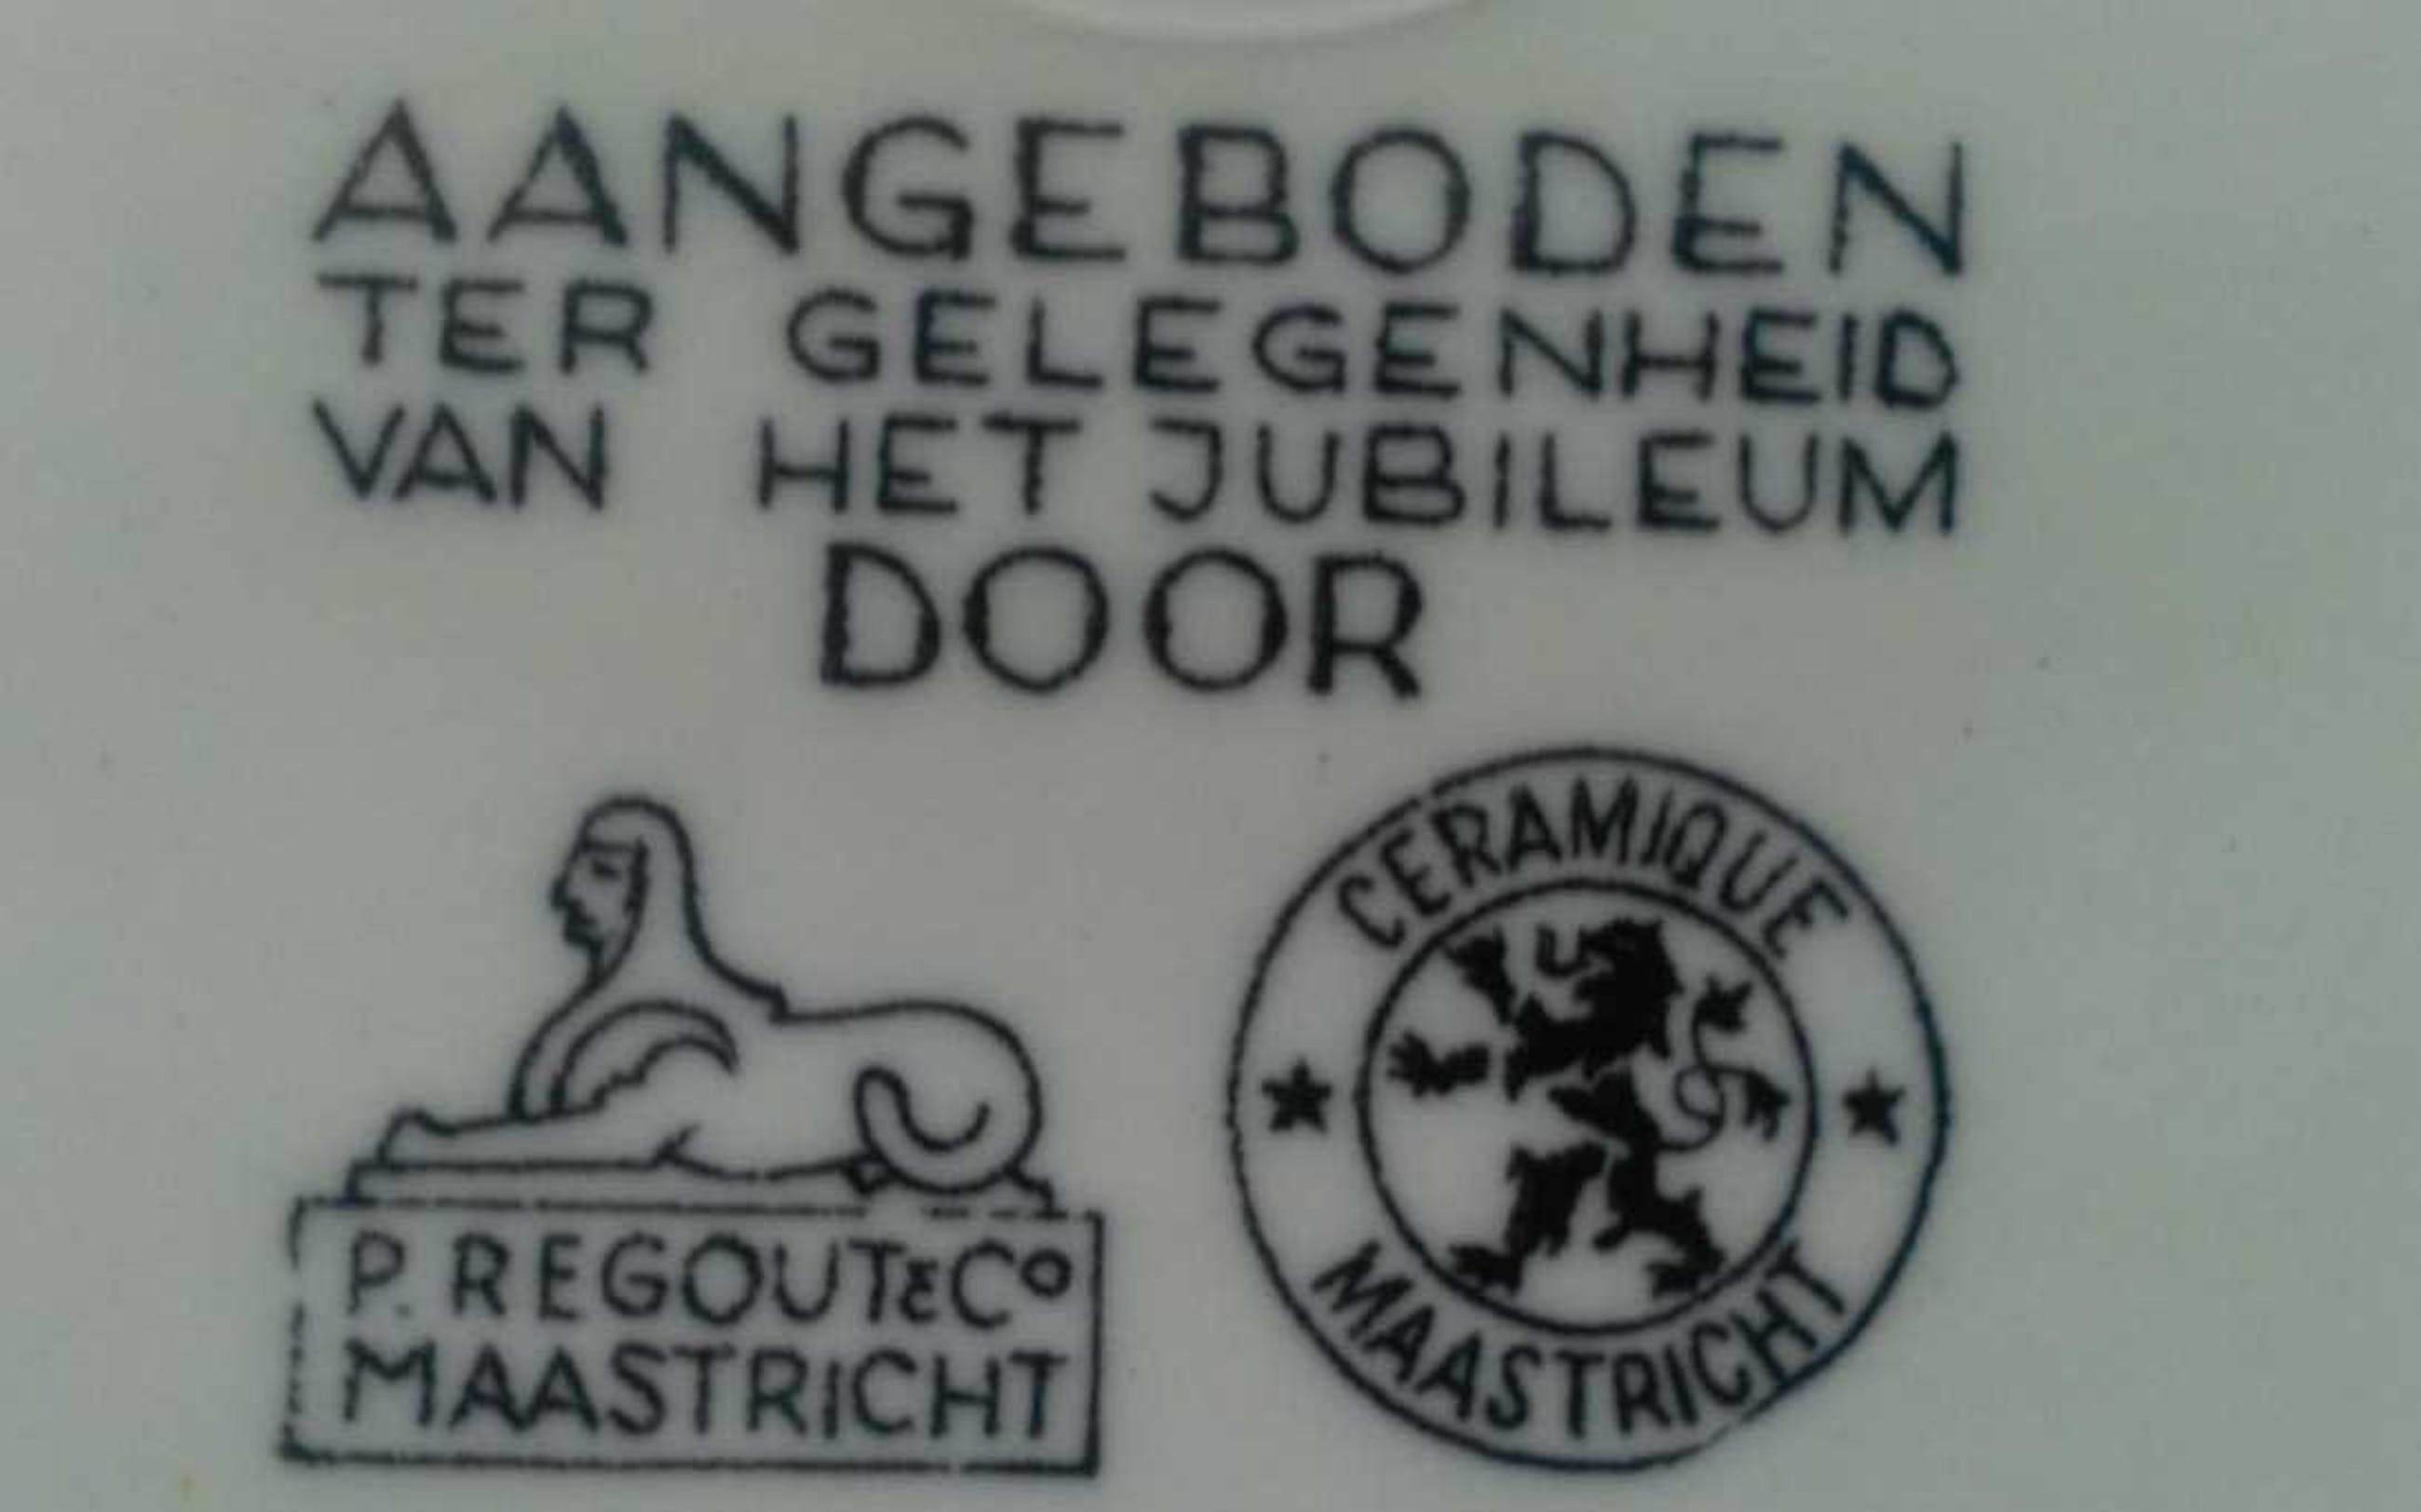 AANGEBODEN
TER GELEGENHEID
VAN HET JUBILEUM
DOOR
P. REGOUT & Co
MAASTRICHT
CERAMIQUE
MAASTRICHT